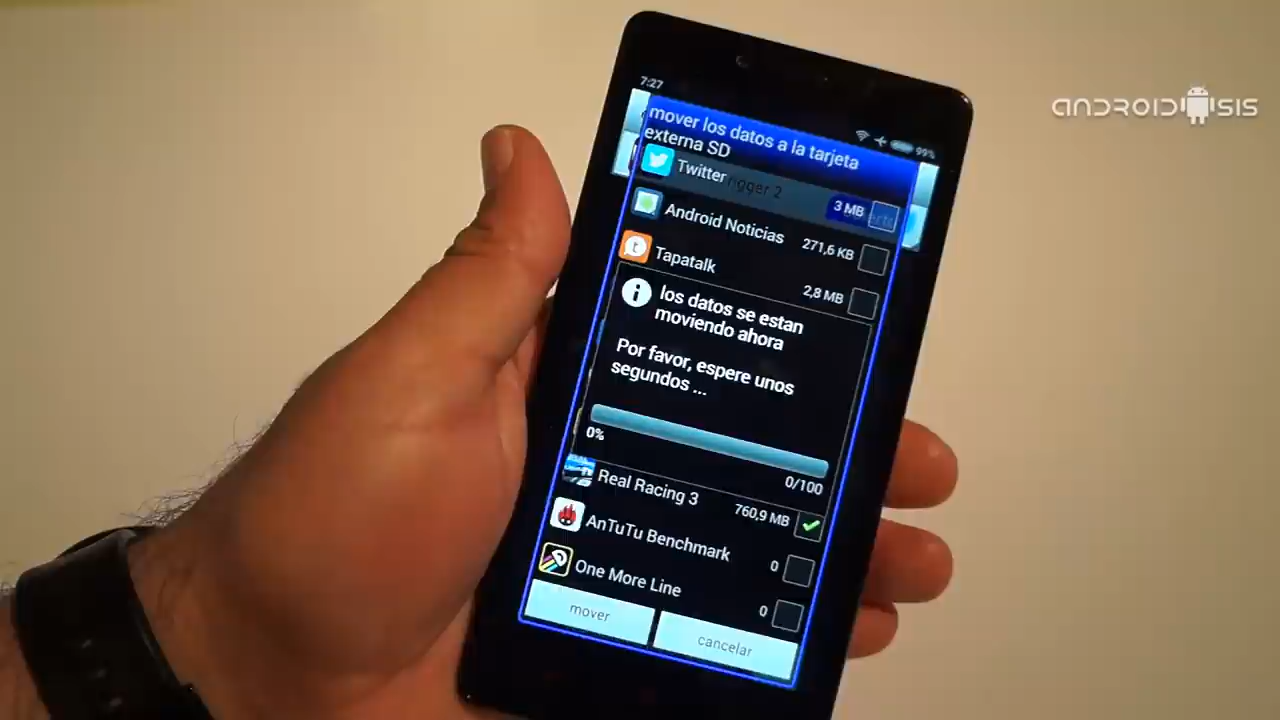 ANDROIDSIS
7:27
99%
mover los datos a la tarjeta
externa SD
Twitter
3 MB
Android Noticias
271,6 KB
Tapatalk
2,8 MB
los datos se estan
moviendo ahora
Por favor, espere unos
segundos ...
0%
0/100
Real Racing 3
760,9 MB
AnTuTu Benchmark
0
One More Line
0
mover
cancelar